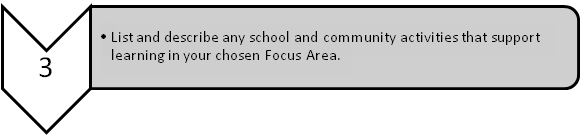 3
• List and describe any school and community activities that support
learning in your chosen Focus Area.